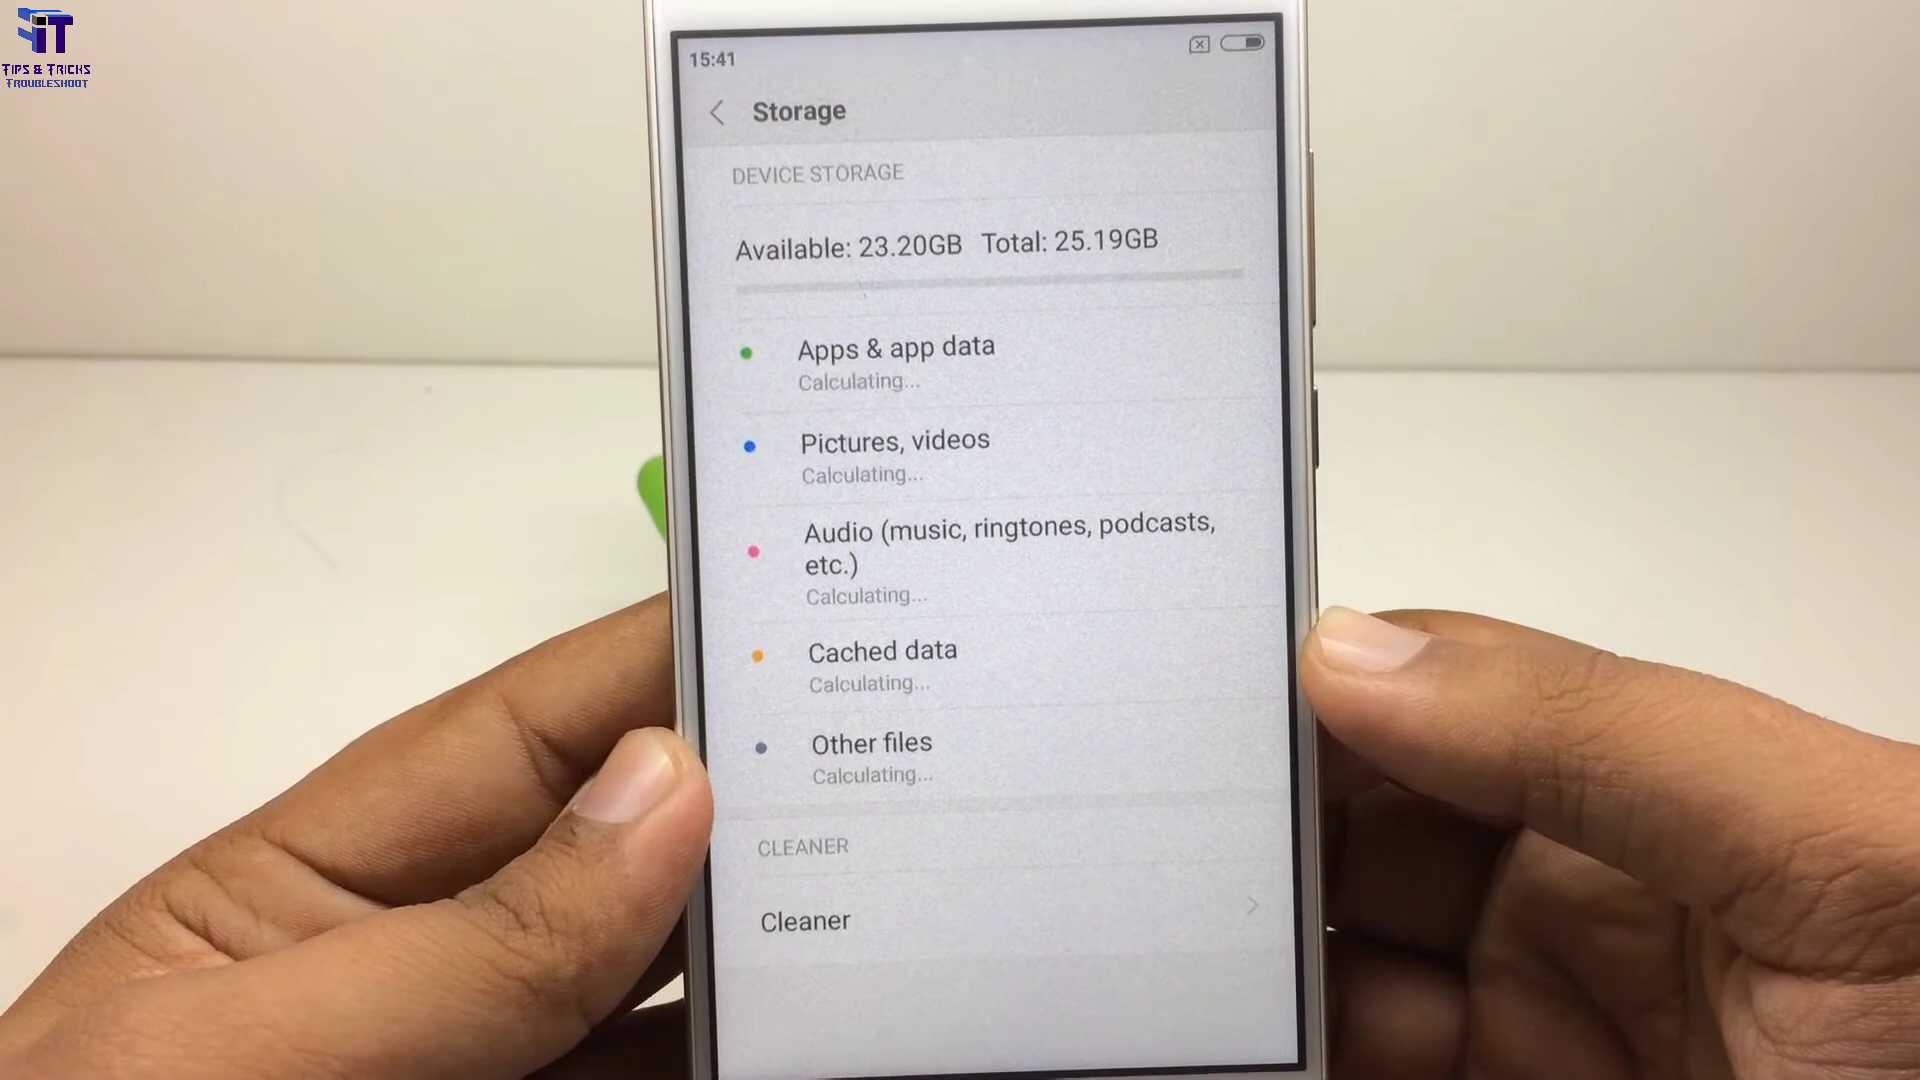 iT
Tips & Tricks
Troubleshoot
15:41
Storage
DEVICE STORAGE
Available: 23.20GB Total: 25.19GB
Apps & app data
Calculating...
Pictures, videos
Calculating...
Audio (music, ringtones, podcasts,
etc.)
Calculating...
Cached data
Calculating...
Other files
Calculating...
CLEANER
Cleaner